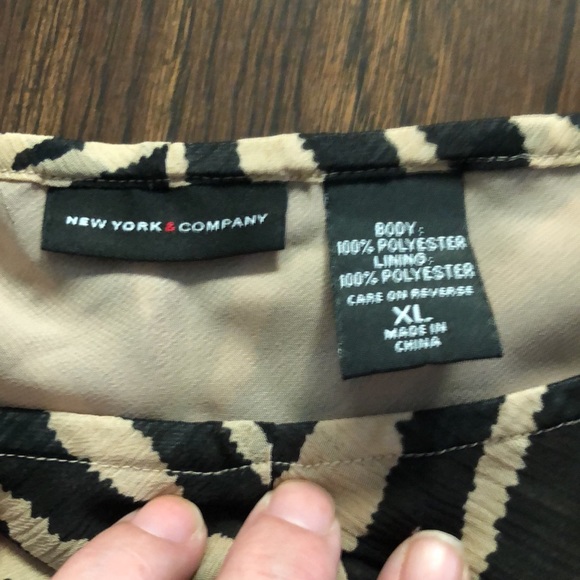 NEW YORK & COMPANY
BODY:
100% POLYESTER
LINING:
100% POLYESTER
CARE ON REVERSE
XL
MADE IN
CHINA